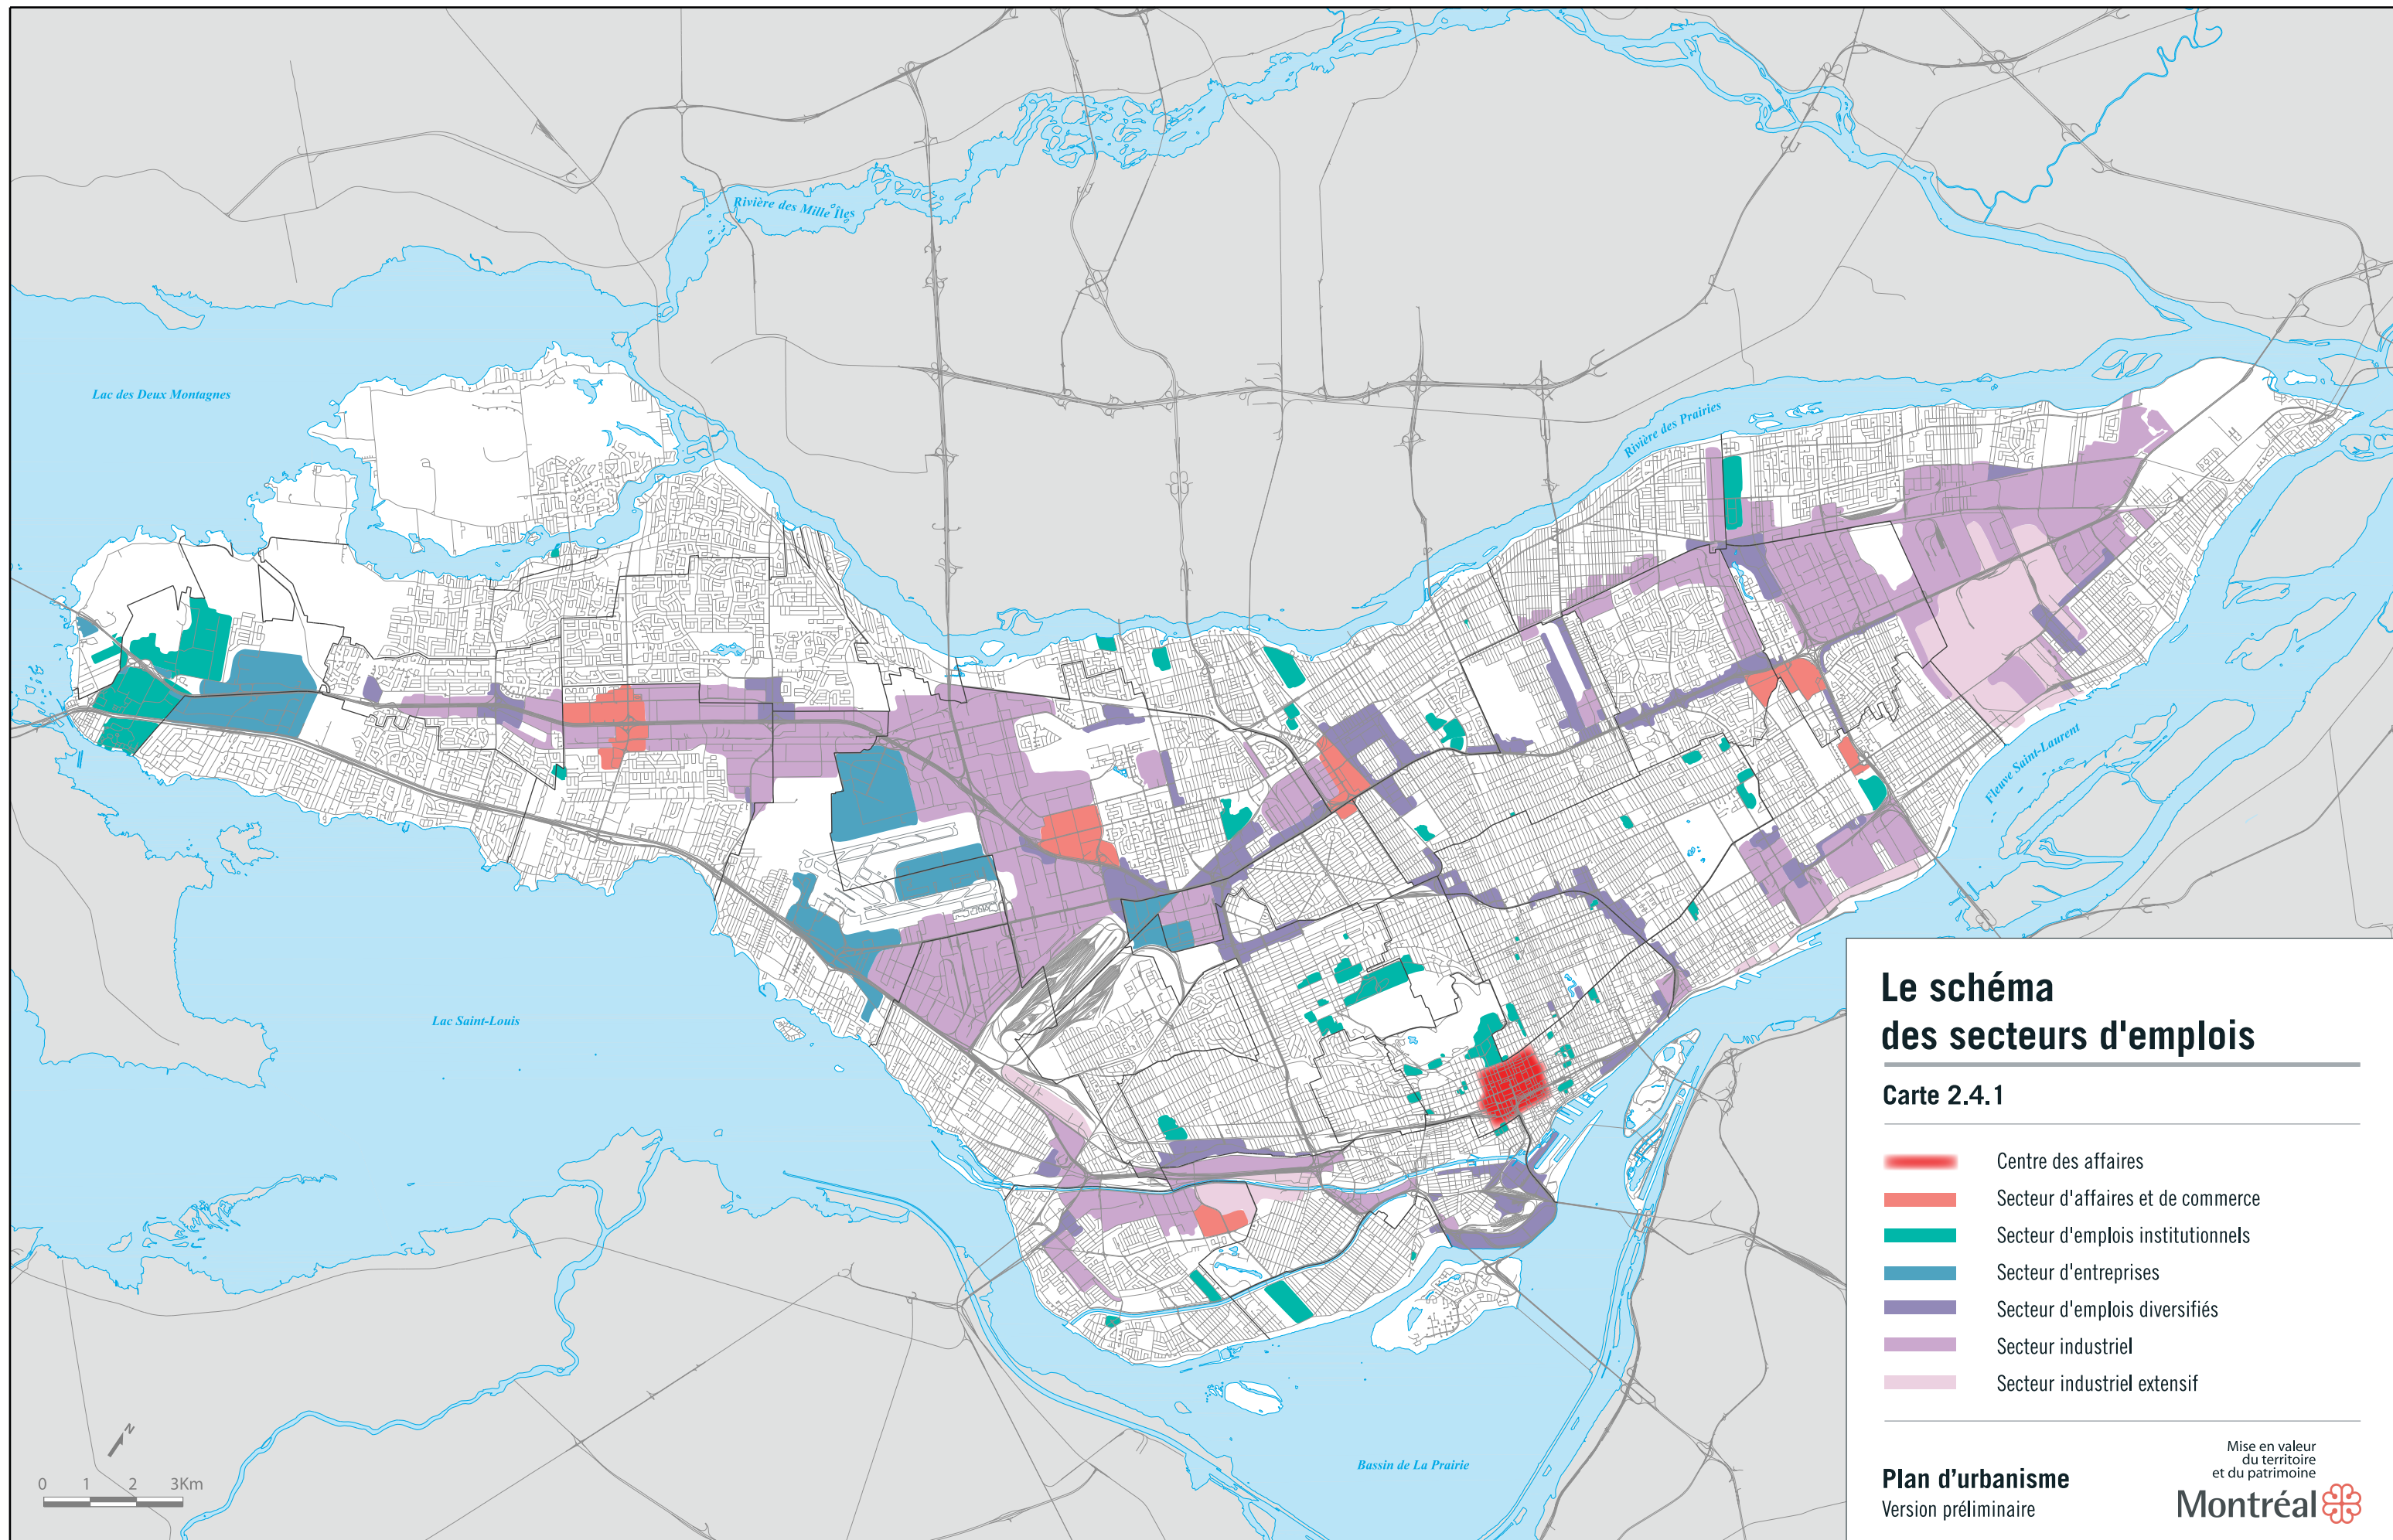 Rivière des Mille Îles
Lac des Deux Montagnes
Rivière des Prairies
Fleuve Saint-Laurent
Lac Saint-Louis
Bassin de La Prairie
N
0 1 2 3Km
Le schéma
des secteurs d'emplois
Carte 2.4.1
Centre des affaires
Secteur d'affaires et de commerce
Secteur d'emplois institutionnels
Secteur d'entreprises
Secteur d'emplois diversifiés
Secteur industriel
Secteur industriel extensif
Plan d'urbanisme
Version préliminaire
Mise en valeur
du territoire
et du patrimoine
Montréal